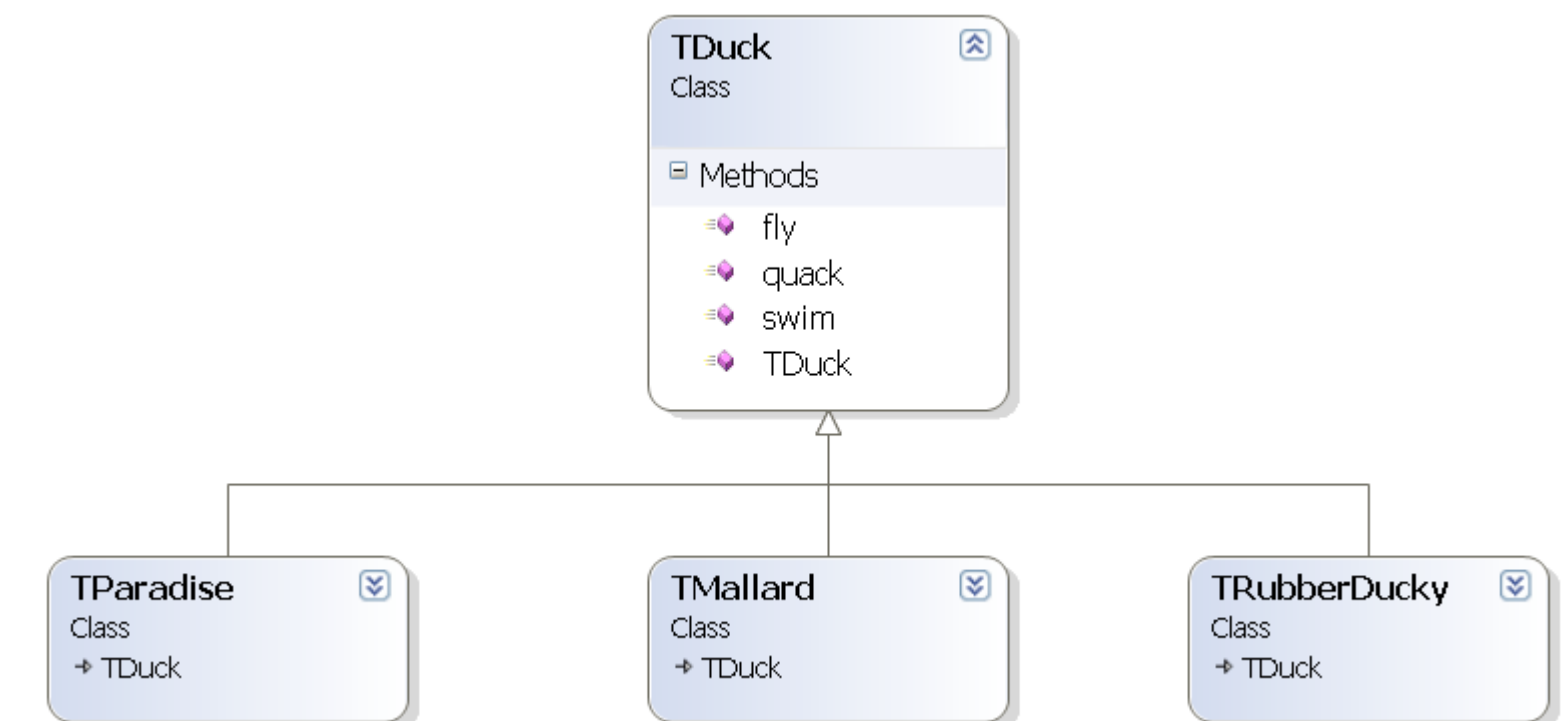 TDuck
Class
Methods
fly
quack
swim
TDuck
TParadise
Class
TDuck
TMallard
Class
TDuck
TRubberDucky
Class
TDuck